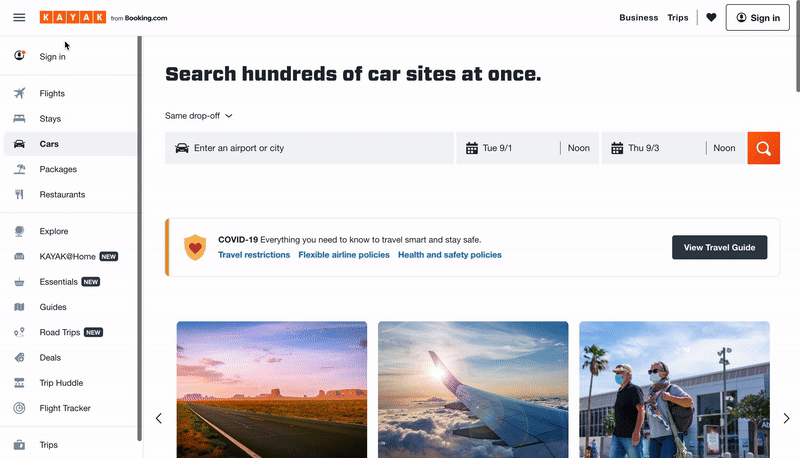 KAYAK from Booking.com
Business Trips Sign in
Sign in
Flights
Stays
Cars
Packages
Restaurants
Explore
KAYAK@Home NEW
Essentials NEW
Guides
Road Trips NEW
Deals
Trip Huddle
Flight Tracker
Trips
Search hundreds of car sites at once.
Same drop-off
Enter an airport or city Tue 9/1 Noon Thu 9/3 Noon
COVID-19 Everything you need to know to travel smart and stay safe.
Travel restrictions Flexible airline policies Health and safety policies
View Travel Guide